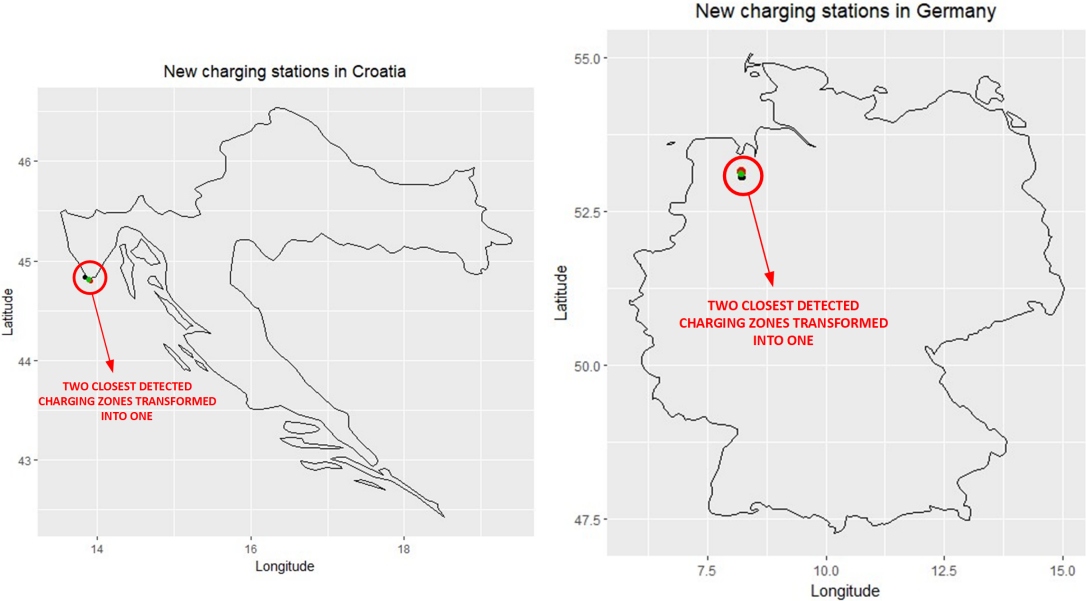 New charging stations in Croatia
46
45
44
43
Latitude
14
16
18
Longitude
TWO CLOSEST DETECTED
CHARGING ZONES TRANSFORMED
INTO ONE
New charging stations in Germany
55.0
52.5
50.0
47.5
Latitude
7.5
10.0
12.5
15.0
Longitude
TWO CLOSEST DETECTED
CHARGING ZONES TRANSFORMED
INTO ONE